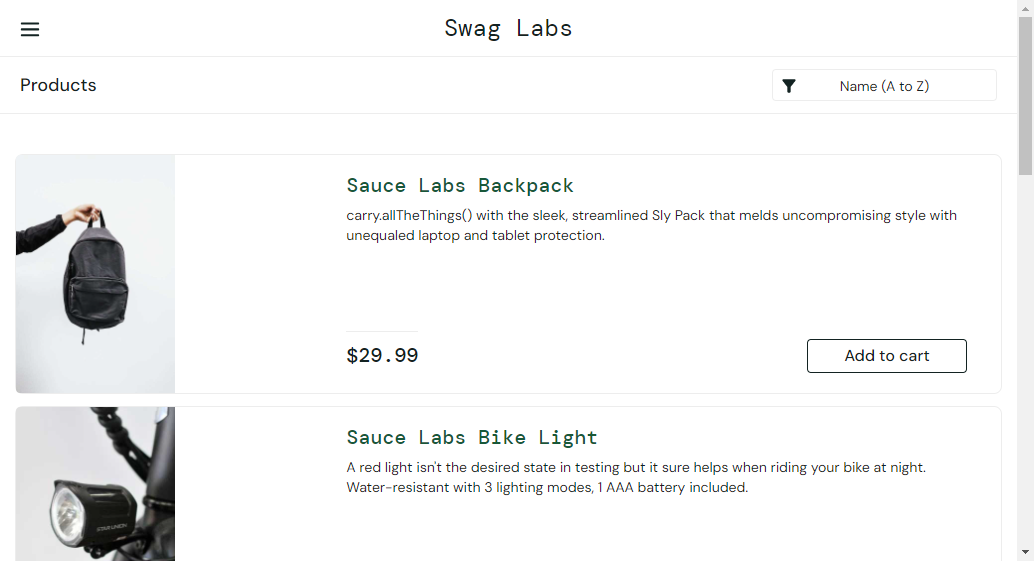 Swag Labs
Products
Name (A to Z)
Sauce Labs Backpack
carry.allTheThings() with the sleek, streamlined Sly Pack that melds uncompromising style with
unequaled laptop and tablet protection.
$29.99
Add to cart
Sauce Labs Bike Light
A red light isn't the desired state in testing but it sure helps when riding your bike at night.
Water-resistant with 3 lighting modes, 1 AAA battery included.